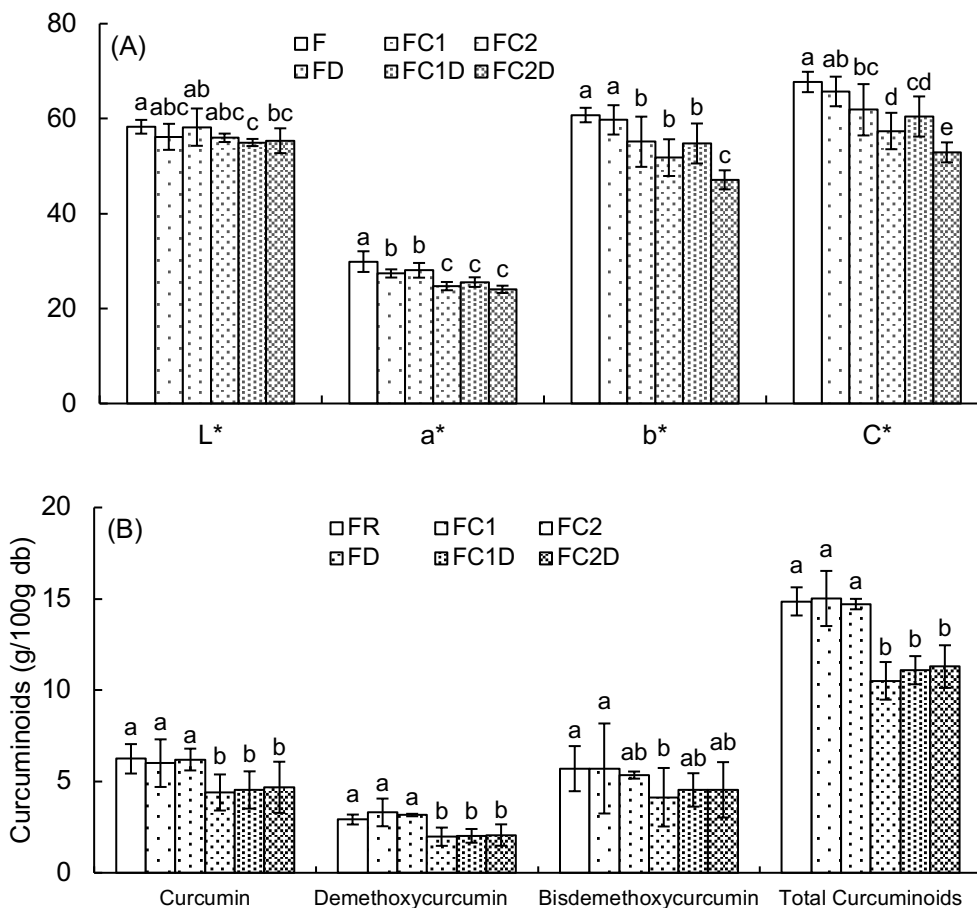 80
(A)
F FC1 FC2
FD FC1D FC2D
a ab bc d cd e
a a b b b c
a abc ab abc c bc
60
40
a b b c c c
20
0
L* a* b* C*
20
(B)
FR FC1 FC2
FD FC1D FC2D
a a a b b b
15
10
a a a b b b
a a a b b b
a a ab b ab ab
5
0
Curcuminoids (g/100g db)
Curcumin Demethoxycurcumin Bisdemethoxycurcumin Total Curcuminoids